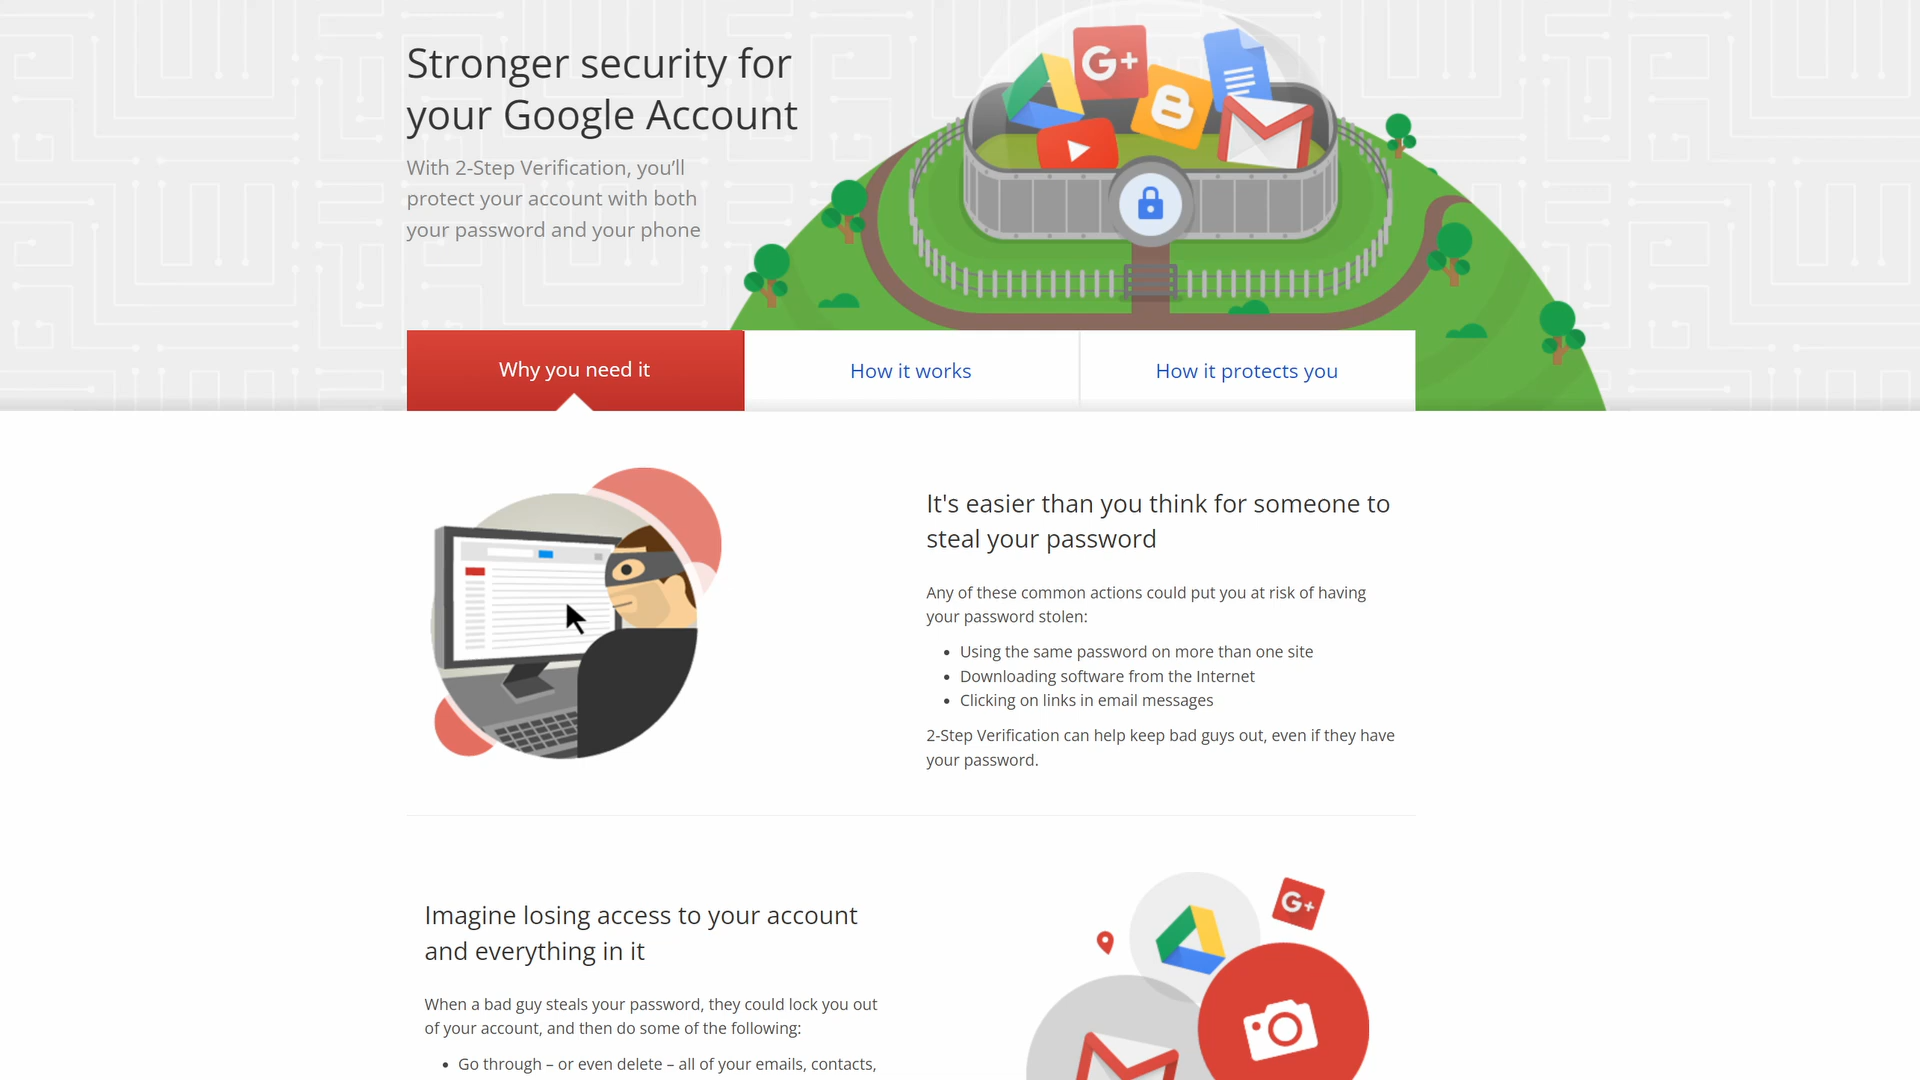 Stronger security for
your Google Account
With 2-Step Verification, you’ll
protect your account with both
your password and your phone
G+
Why you need it
How it works
How it protects you
It's easier than you think for someone to
steal your password
Any of these common actions could put you at risk of having
your password stolen:
• Using the same password on more than one site
• Downloading software from the Internet
• Clicking on links in email messages
2-Step Verification can help keep bad guys out, even if they have
your password.
G+
Imagine losing access to your account
and everything in it
When a bad guy steals your password, they could lock you out
of your account, and then do some of the following:
• Go through – or even delete – all of your emails, contacts,